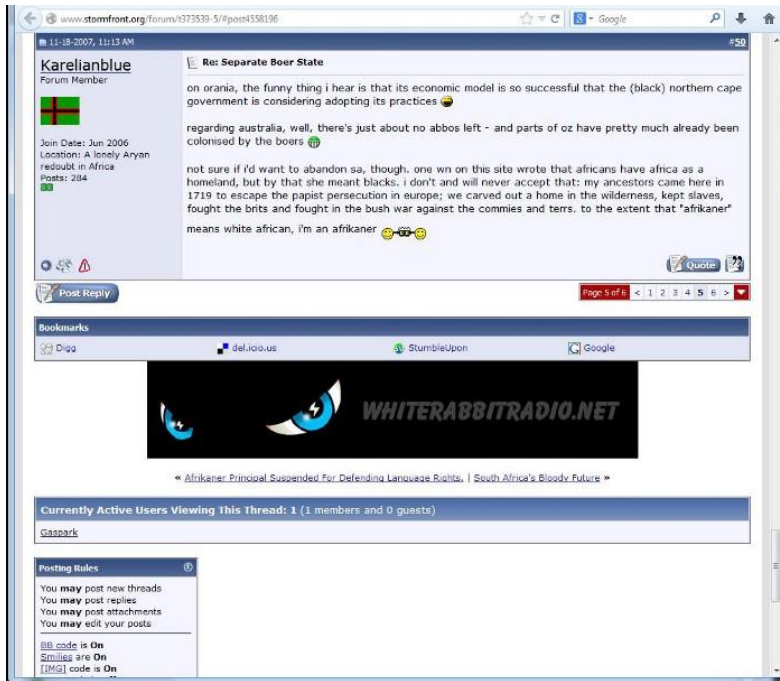 www.stormfront.org/forum/t373539-5/#post4558196
Google
11-18-2007, 11:13 AM
#50
Karelianblue
Forum Member
Join Date: Jun 2006
Location: A lonely Aryan
redoubt in Africa
Posts: 284
Re: Separate Boer State
on orania, the funny thing i hear is that its economic model is so successful that the (black) northern cape
government is considering adopting its practices
regarding australia, well, there's just about no abbos left - and parts of oz have pretty much already been
colonised by the boers
not sure if i'd want to abandon sa, though. one wn on this site wrote that africans have africa as a
homeland, but by that she meant blacks. i don't and will never accept that: my ancestors came here in
1719 to escape the papist persecution in europe; we carved out a home in the wilderness, kept slaves,
fought the brits and fought in the bush war against the commies and terrs. to the extent that "afrikaner"
means white african, i'm an afrikaner
Quote
Post Reply
Page 5 of 6 < 1 2 3 4 5 6 >
Bookmarks
Digg
del.icio.us
StumbleUpon
Google
WHITERABBITRADIO.NET
« Afrikaner Principal Suspended For Defending Language Rights. | South Africa's Bloody Future »
Currently Active Users Viewing This Thread: 1 (1 members and 0 guests)
Gaspark
Posting Rules
You may post new threads
You may post replies
You may post attachments
You may edit your posts
BB code is On
Smilies are On
[IMG] code is On